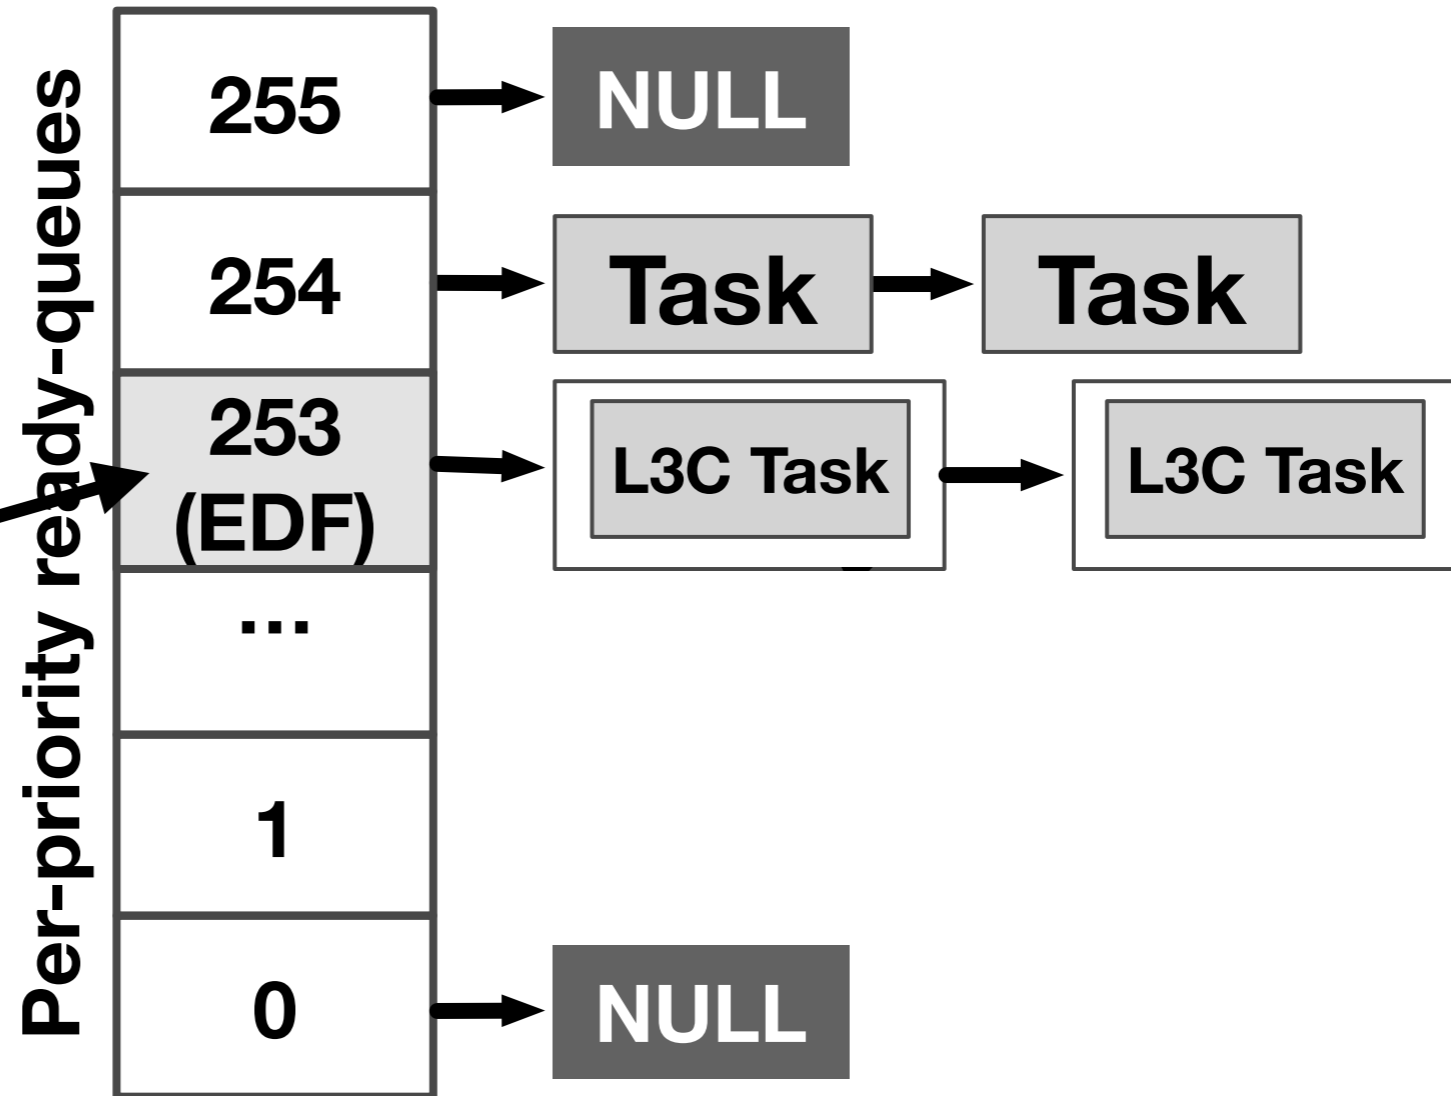 Per-priority ready-queues
255
NULL
254
Task
Task
253
(EDF)
L3C Task
L3C Task
...
1
0
NULL